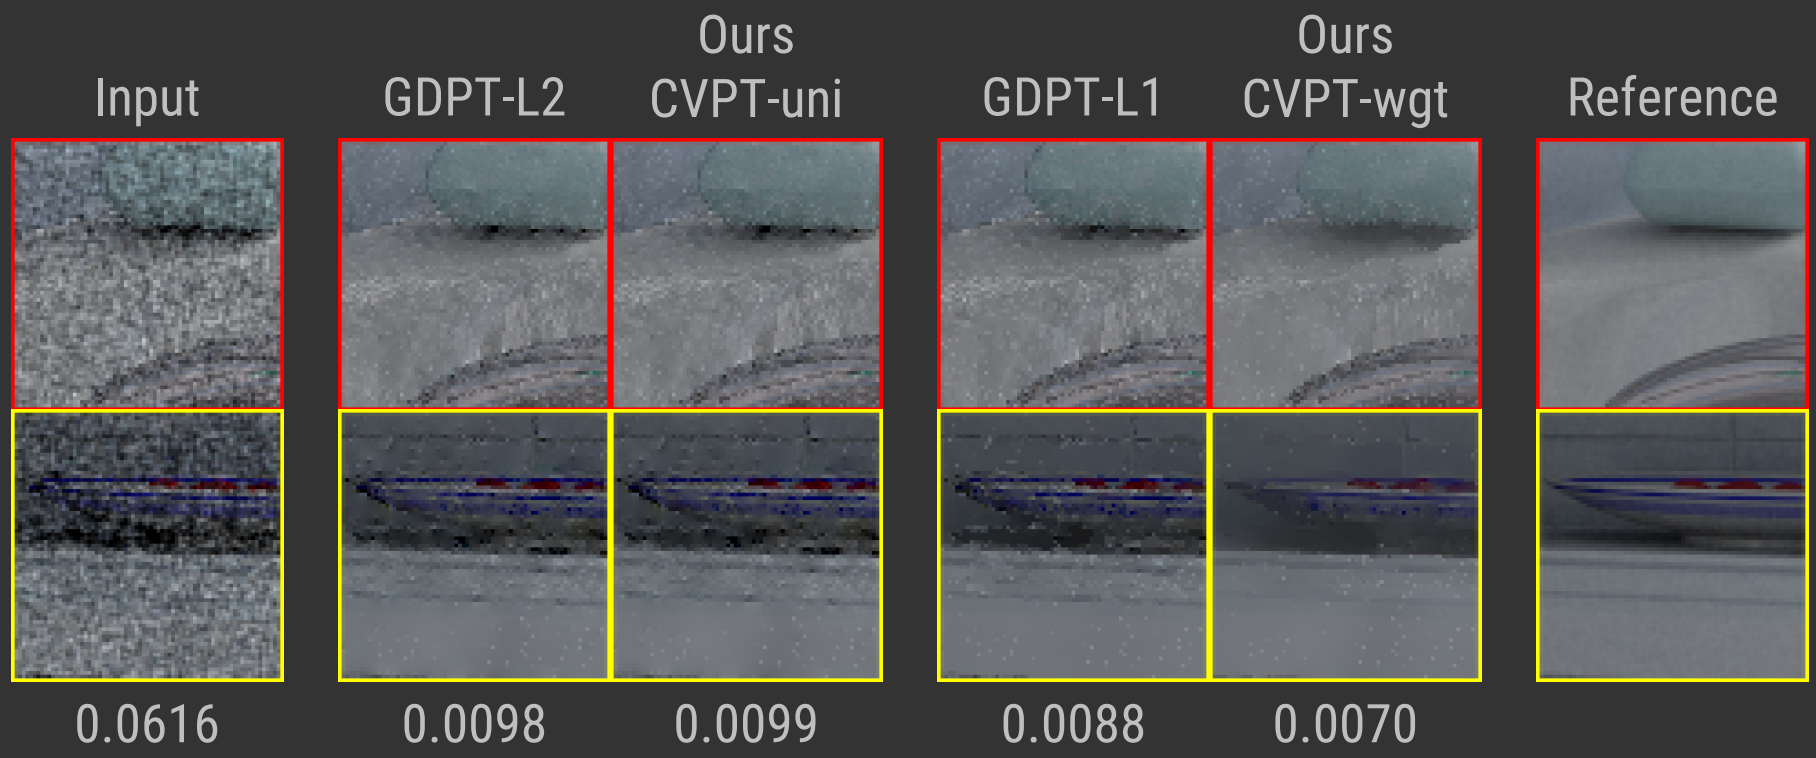 Input
GDPT-L2
Ours
CVPT-uni
GDPT-L1
Ours
CVPT-wgt
Reference
0.0616
0.0098
0.0099
0.0088
0.0070